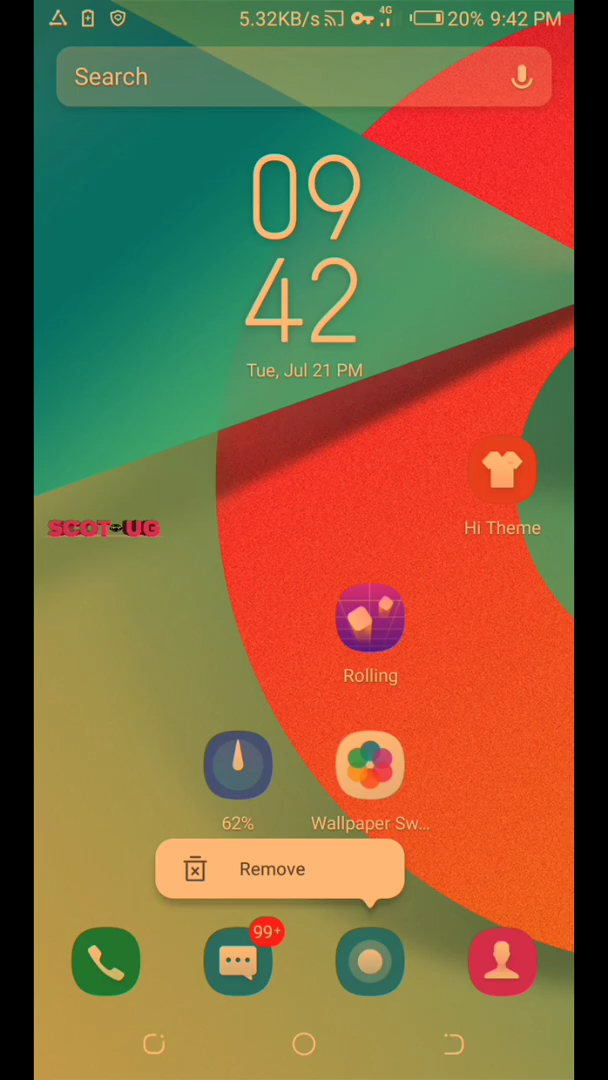 5.32KB/s 4G 20% 9:42 PM
Search
09
42
Tue, Jul 21 PM
Hi Theme
SCOT-UG
Rolling
62%
Wallpaper Sw...
Remove
99+